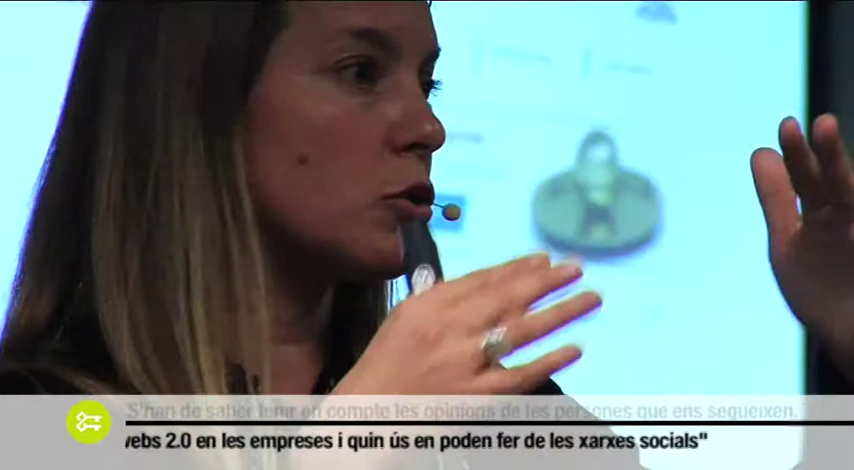 S'han de saber tenir en compte les opinions de les persones que ens segueixen.
webs 2.0 en les empreses i quin ús en poden fer de les xarxes socials"